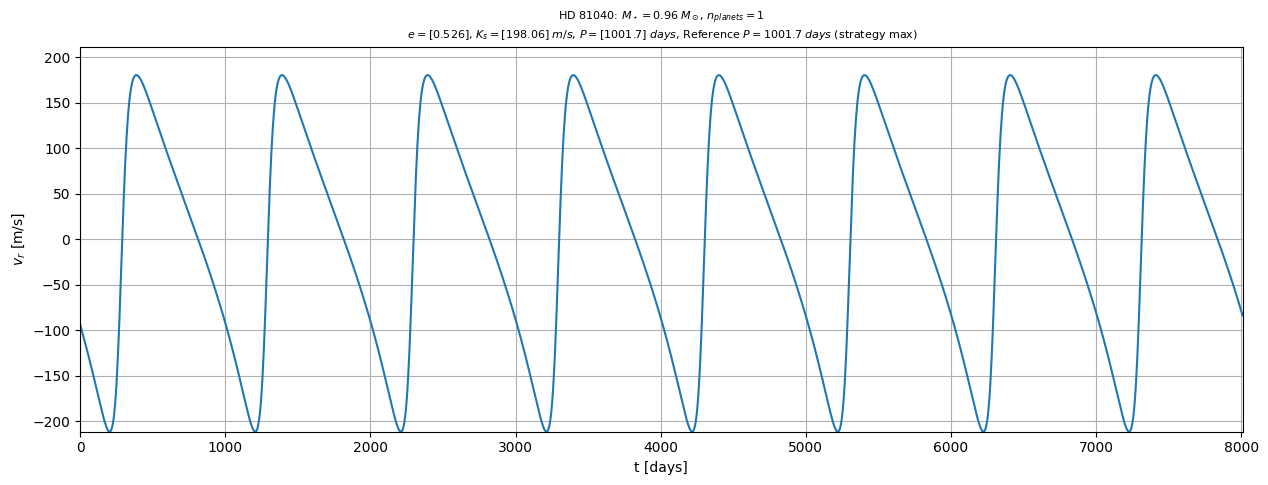 HD 81040: $M_\star = 0.96\ M_\odot$, $n_{planets} = 1$
$e = [0.526]$, $K_s = [198.06]\ m/s$, $P = [1001.7]\ days$, Reference $P = 1001.7\ days$ (strategy max)
200
150
100
50
0
−50
−100
−150
−200
$v_r$ [m/s]
0 1000 2000 3000 4000 5000 6000 7000 8000
t [days]